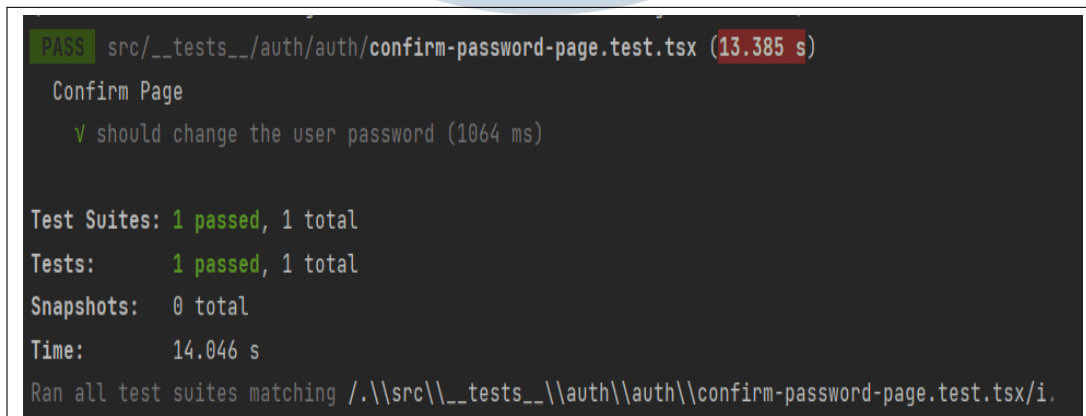 PASS src/__tests__/auth/auth/confirm-password-page.test.tsx (13.385 s)
Confirm Page
√ should change the user password (1064 ms)
Test Suites: 1 passed, 1 total
Tests: 1 passed, 1 total
Snapshots: 0 total
Time: 14.046 s
Ran all test suites matching /.\\src\\__tests__\\auth\\auth\\confirm-password-page.test.tsx/i.